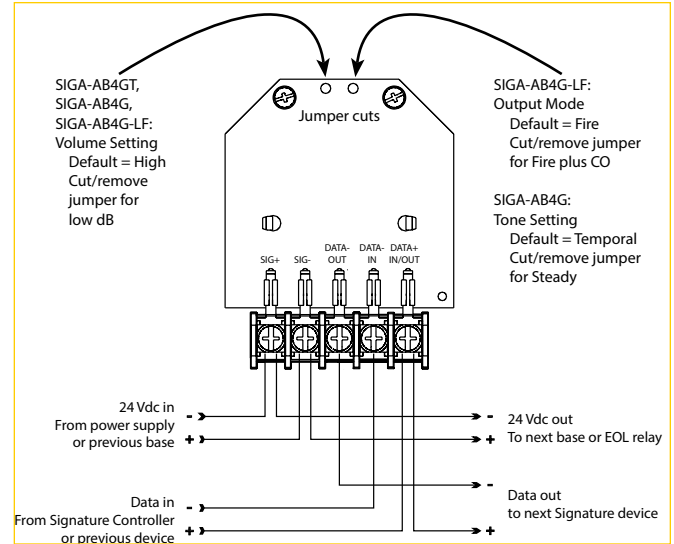 SIGA-AB4GT,
SIGA-AB4G,
SIGA-AB4G-LF:
Volume Setting
Default = High
Cut/remove
jumper for
low dB
Jumper cuts
SIGA-AB4G-LF:
Output Mode
Default = Fire
Cut/remove jumper
for Fire plus CO
SIGA-AB4G:
Tone Setting
Default = Temporal
Cut/remove jumper
for Steady
SIG+
SIG-
DATA-
OUT
DATA-
IN
DATA+
IN/OUT
24 Vdc in
From power supply
or previous base
-
+
-
+
24 Vdc out
To next base or EOL relay
Data in
From Signature Controller
or previous device
-
+
-
+
Data out
to next Signature device